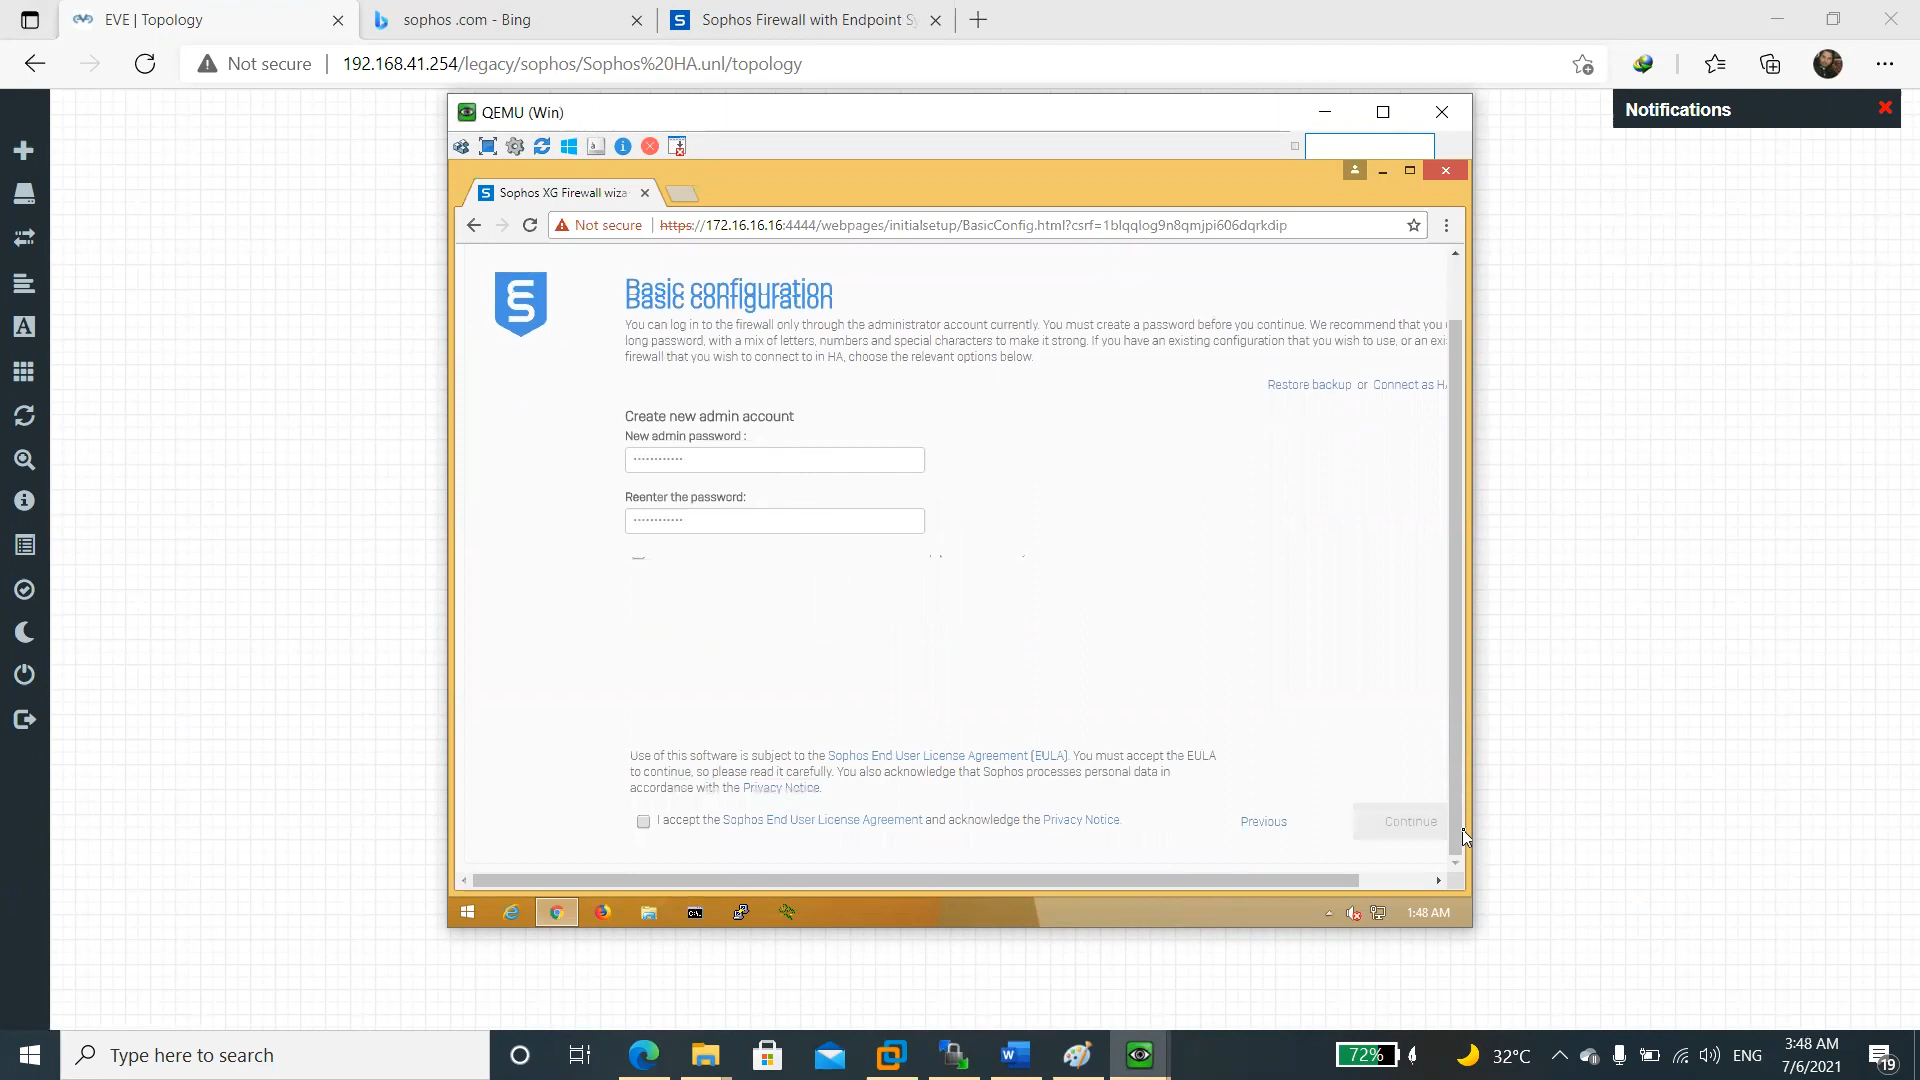 EVE | Topology
sophos .com - Bing
Sophos Firewall with Endpoint S
Not secure
192.168.41.254/legacy/sophos/Sophos%20HA.unl/topology
Notifications
QEMU (Win)
Sophos XG Firewall wiza
Not secure
https://172.16.16.16:4444/webpages/initialsetup/BasicConfig.html?csrf=1blqqlog9n8qmjpi606dqrkdip
Basic configuration
You can log in to the firewall only through the administrator account currently. You must create a password before you continue. We recommend that you
long password, with a mix of letters, numbers and special characters to make it strong. If you have an existing configuration that you wish to use, or an exi
firewall that you wish to connect to in HA, choose the relevant options below.
Restore backup or Connect as HA
Create new admin account
New admin password :
Reenter the password:
Use of this software is subject to the Sophos End User License Agreement (EULA). You must accept the EULA
to continue, so please read it carefully. You also acknowledge that Sophos processes personal data in
accordance with the Privacy Notice.
I accept the Sophos End User License Agreement and acknowledge the Privacy Notice.
Previous
Continue
1:48 AM
Type here to search
72%
32°C
ENG
3:48 AM
7/6/2021
19